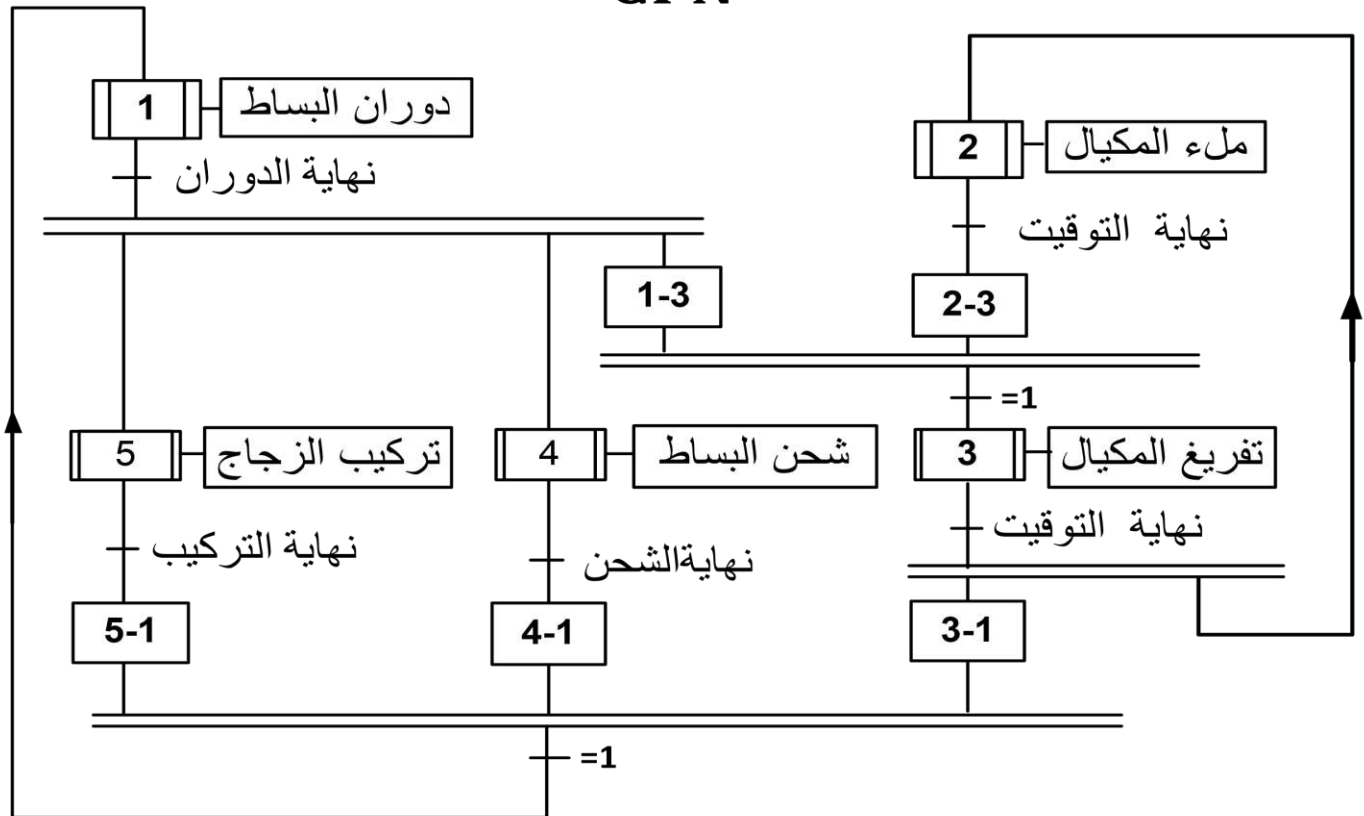 GPN
1
دوران البساط
نهاية الدوران
2
ملء المكيال
نهاية التوقيت
1-3
2-3
=1
5
تركيب الزجاج
4
شحن البساط
3
تفريغ المكيال
نهاية التركيب
نهايةالشحن
نهاية التوقيت
5-1
4-1
3-1
=1